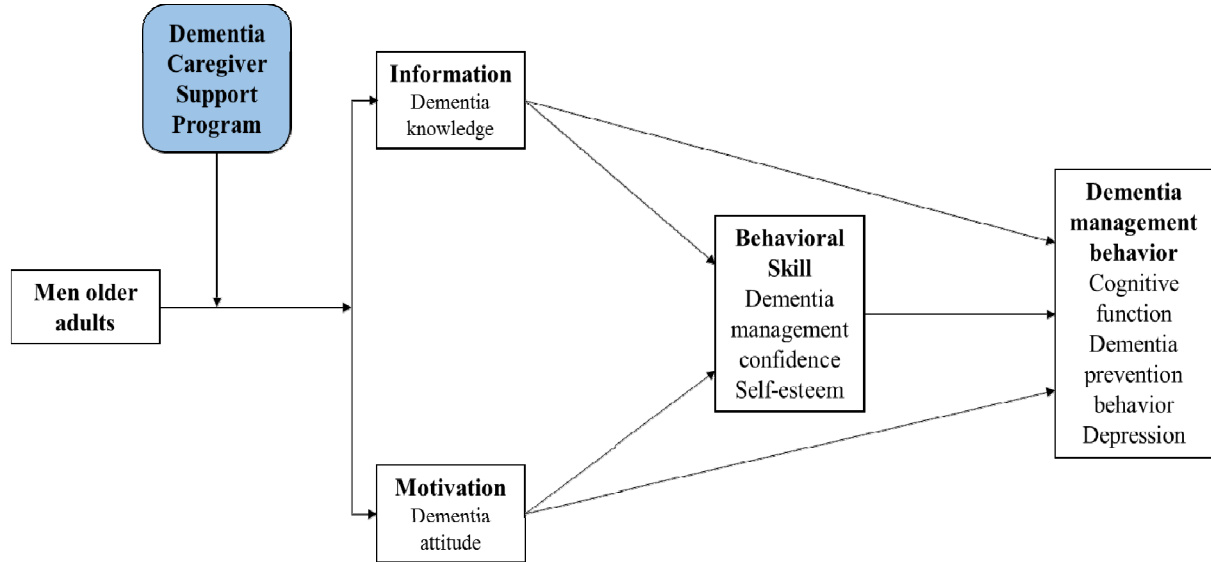 Dementia
Caregiver
Support
Program
Men older
adults
Information
Dementia
knowledge
Motivation
Dementia
attitude
Behavioral
Skill
Dementia
management
confidence
Self-esteem
Dementia
management
behavior
Cognitive
function
Dementia
prevention
behavior
Depression